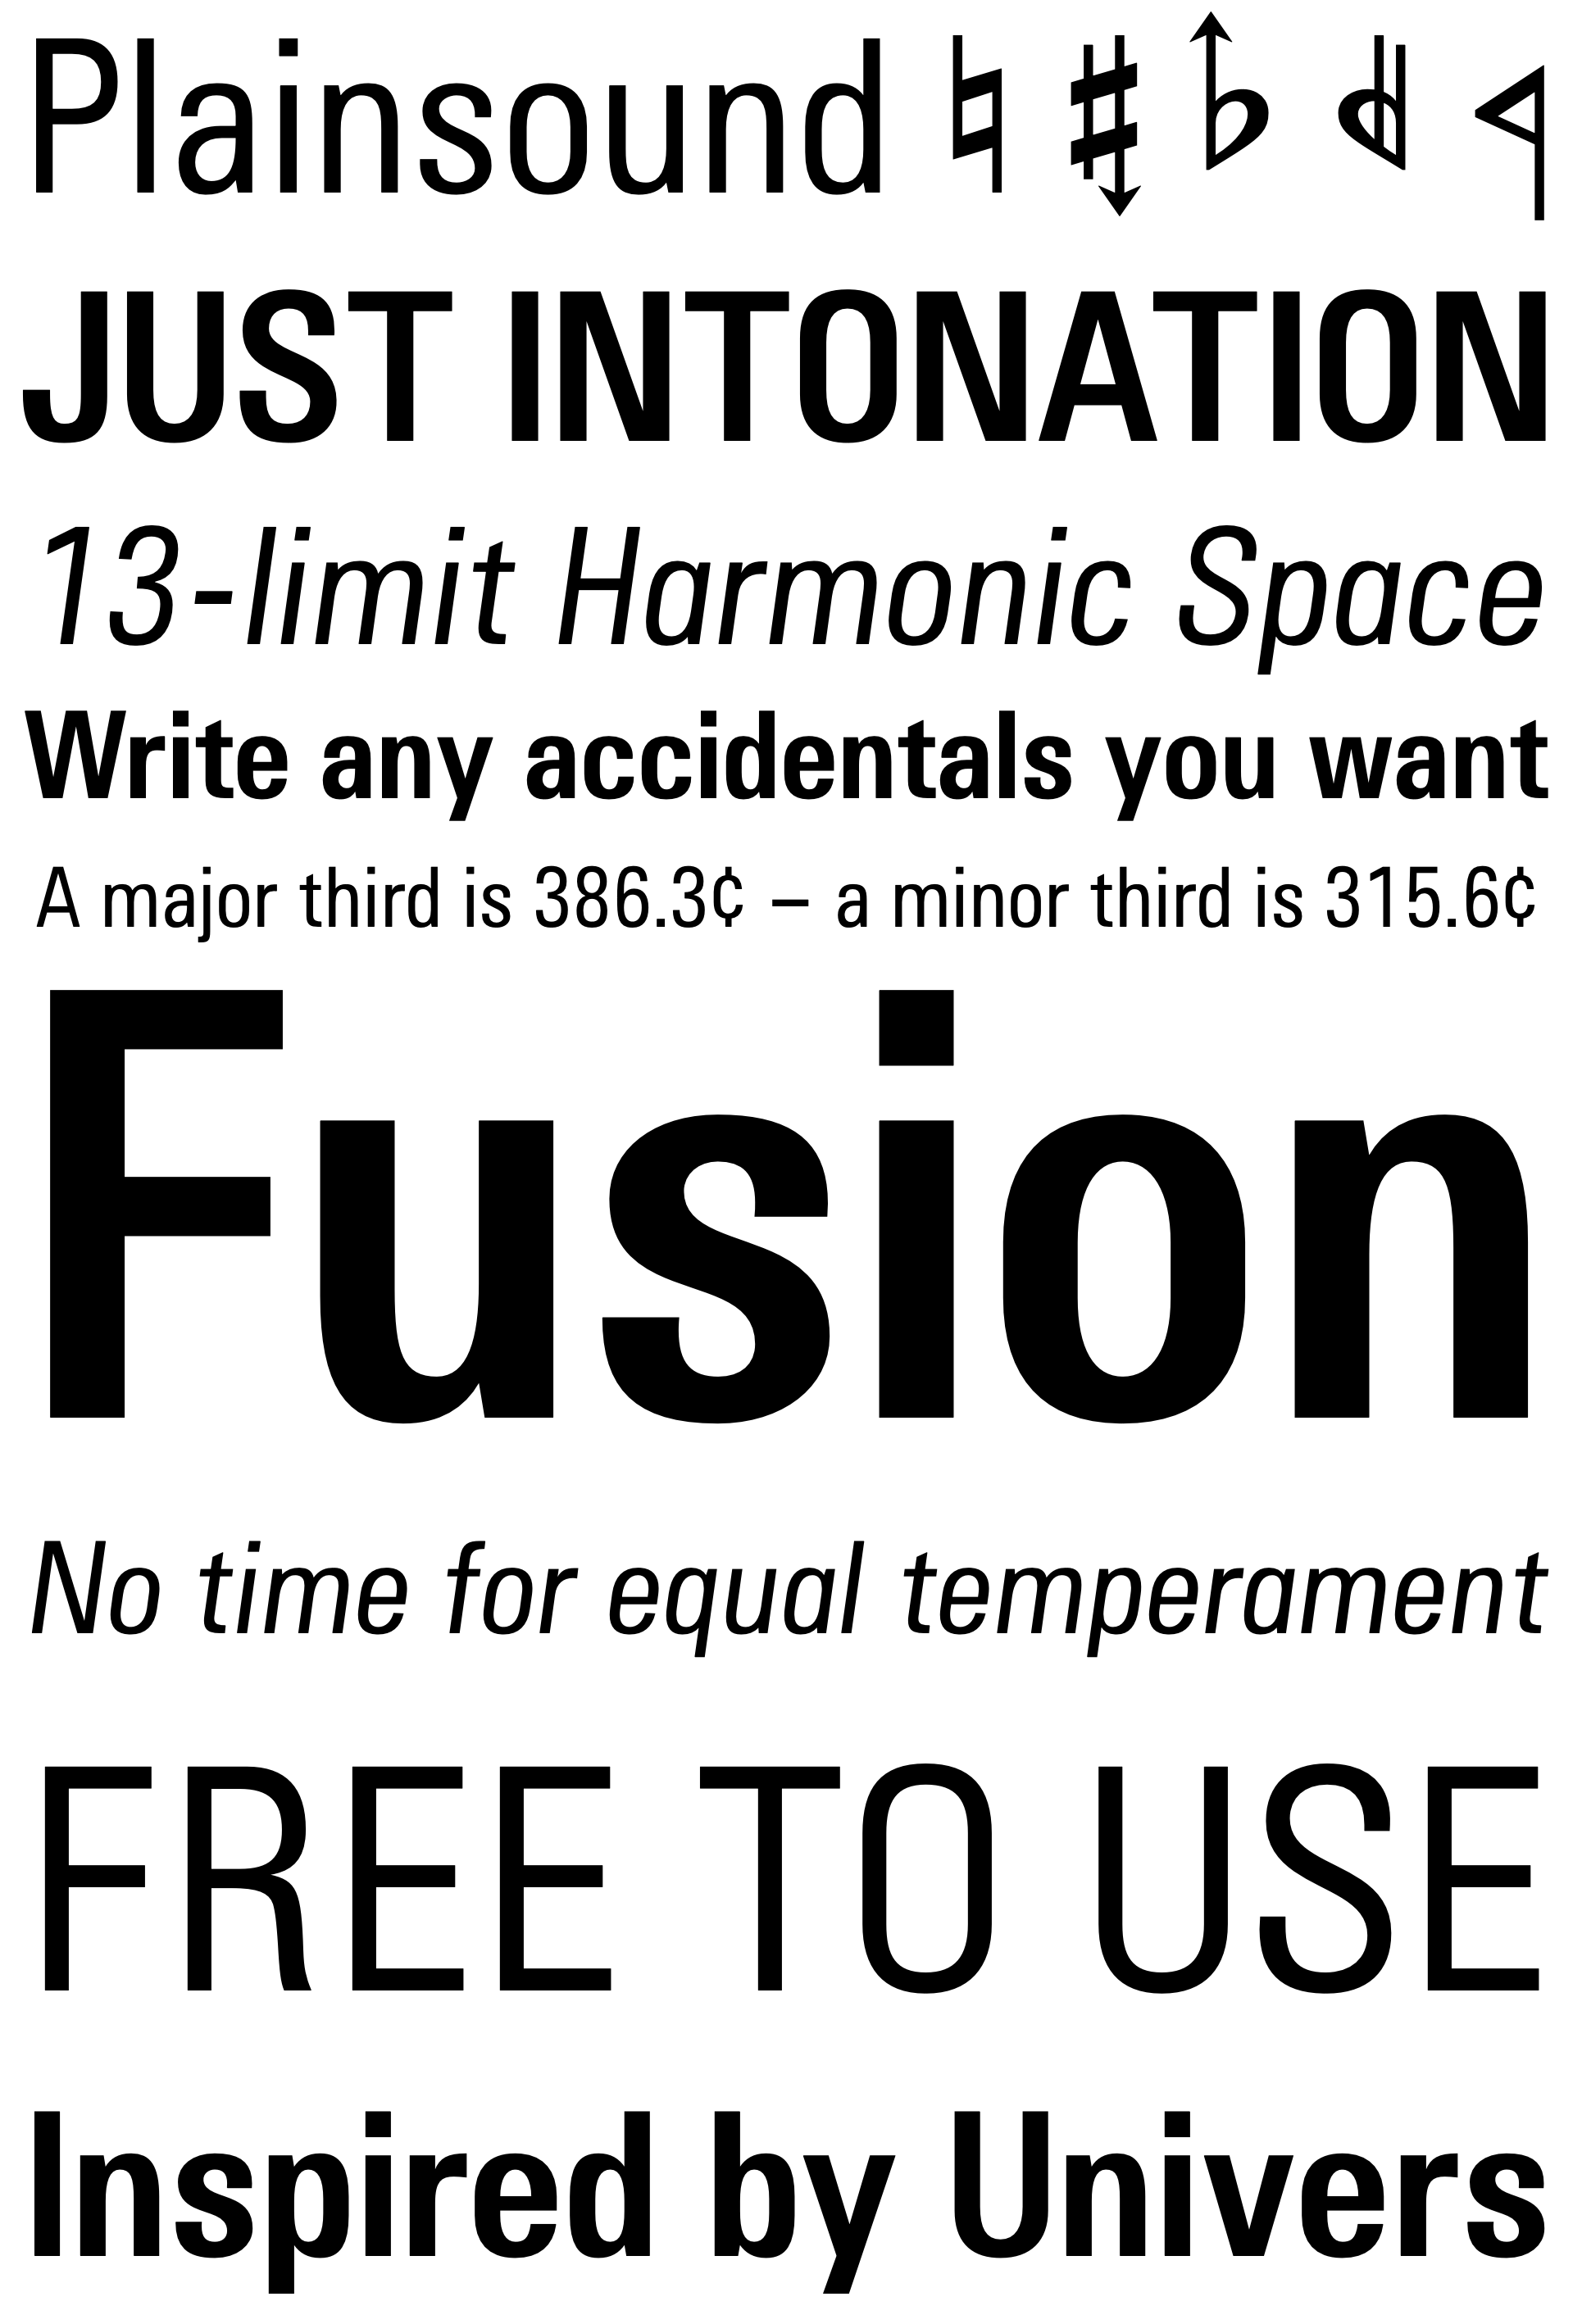 Plainsound ♮
JUST INTONATION
13-limit Harmonic Space
Write any accidentals you want
A major third is 386.3¢ – a minor third is 315.6¢
Fusion
No time for equal temperament
FREE TO USE
Inspired by Univers